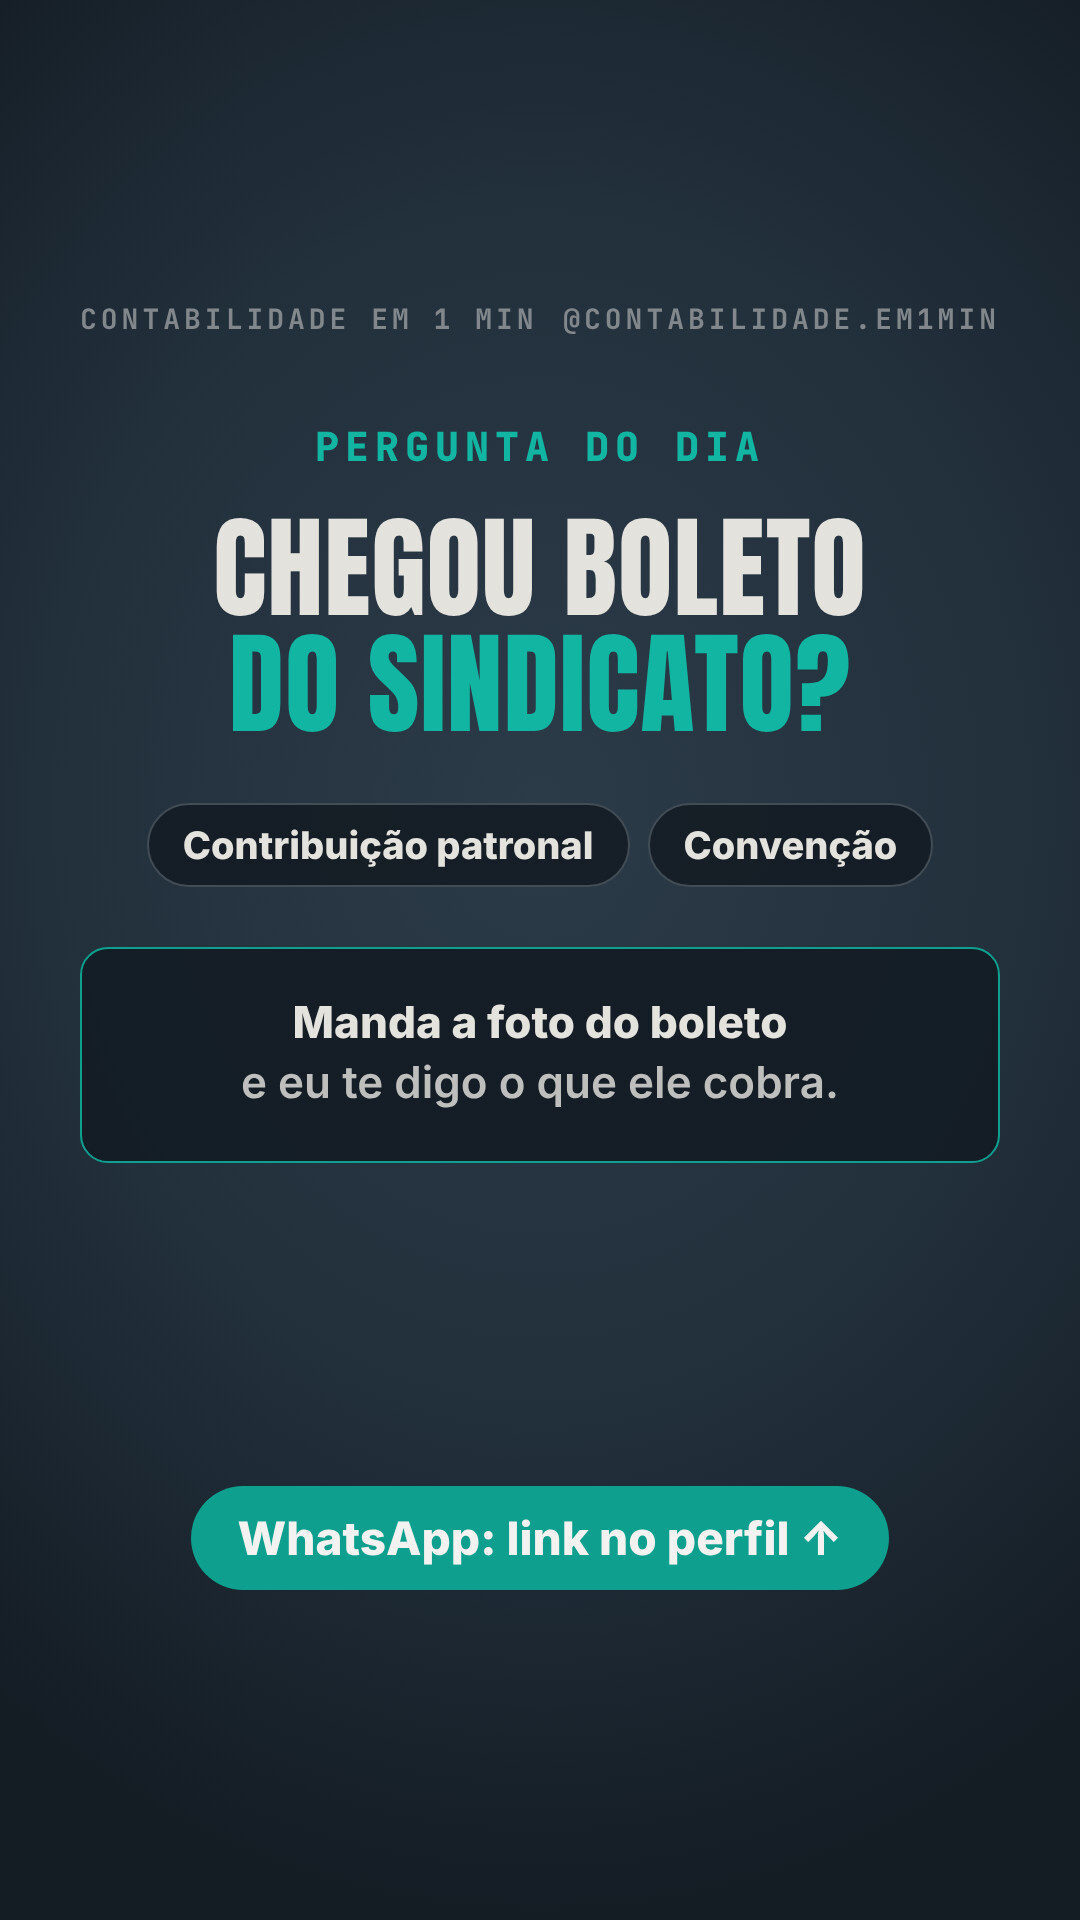 CONTABILIDADE EM 1 MIN @CONTABILIDADE.EM1MIN
PERGUNTA DO DIA
CHEGOU BOLETO
DO SINDICATO?
Contribuição patronal Convenção
Manda a foto do boleto
e eu te digo o que ele cobra.
WhatsApp: link no perfil ↑